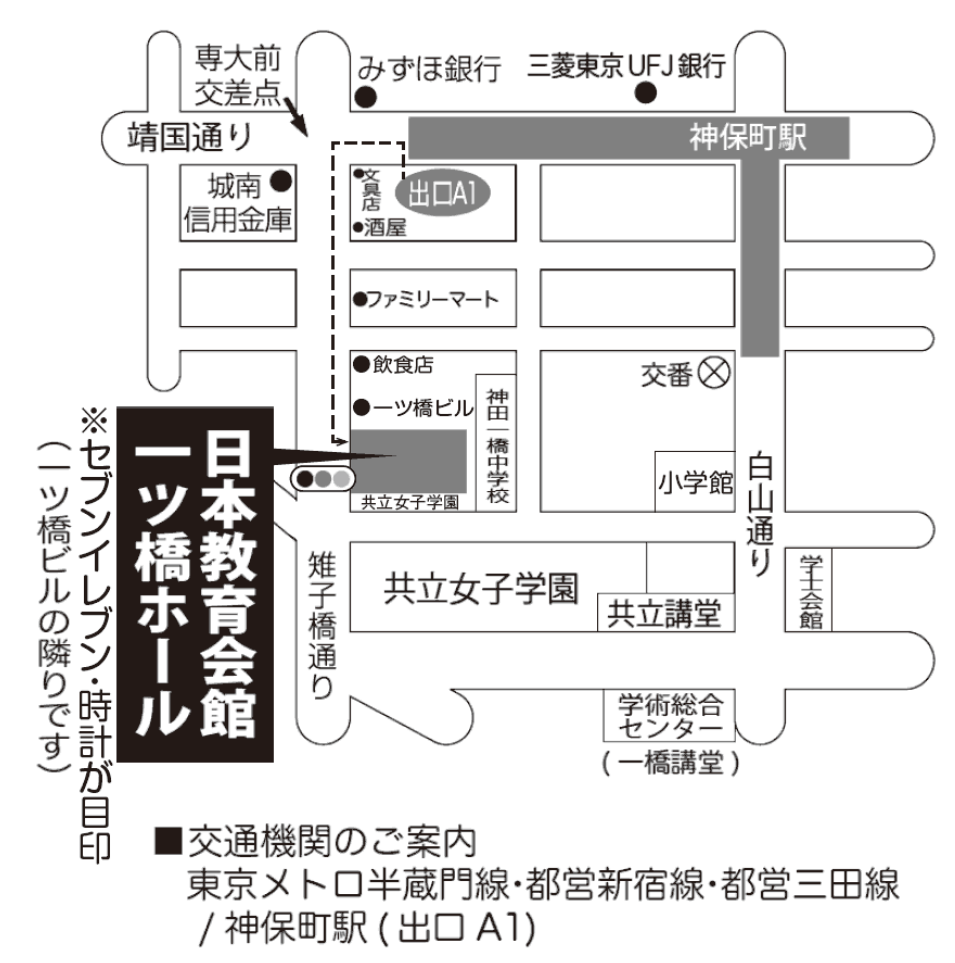 専大前
交差点
みずほ銀行
三菱東京UFJ銀行
靖国通り
神保町駅
城南
信用金庫
文具店
出口A1
酒屋
ファミリーマート
飲食店
交番
一ツ橋ビル
神田一橋中学校
小学館
白山通り
共立女子学園
日本教育会館
一ツ橋ホール
※セブンイレブン・時計が目印
(一ツ橋ビルの隣りです)
雉子橋通り
共立女子学園
共立講堂
学士会館
学術総合
センター
(一橋講堂)
■交通機関のご案内
東京メトロ半蔵門線・都営新宿線・都営三田線
/神保町駅(出口A1)